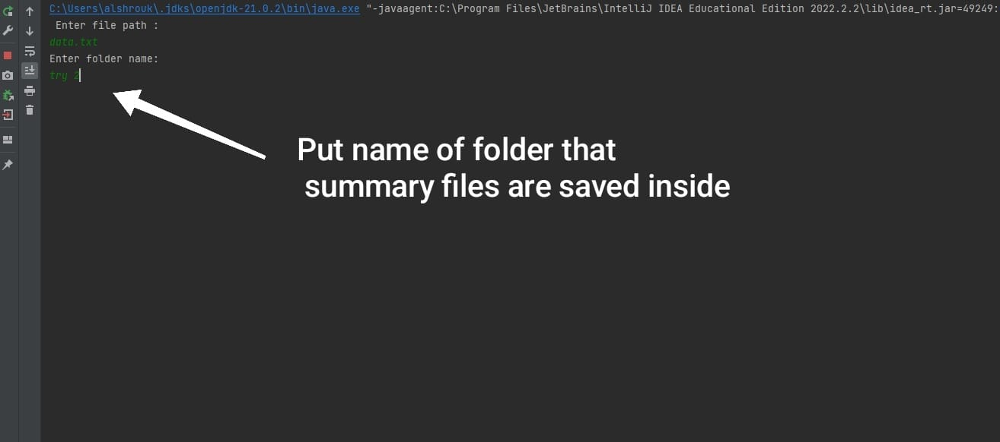 C:\Users\alshrouk\.jdks\openjdk-21.0.2\bin\java.exe "-javaagent:C:\Program Files\JetBrains\IntelliJ IDEA Educational Edition 2022.2.2\lib\idea_rt.jar=49249:
Enter file path :
data.txt
Enter folder name:
try 2
Put name of folder that
summary files are saved inside